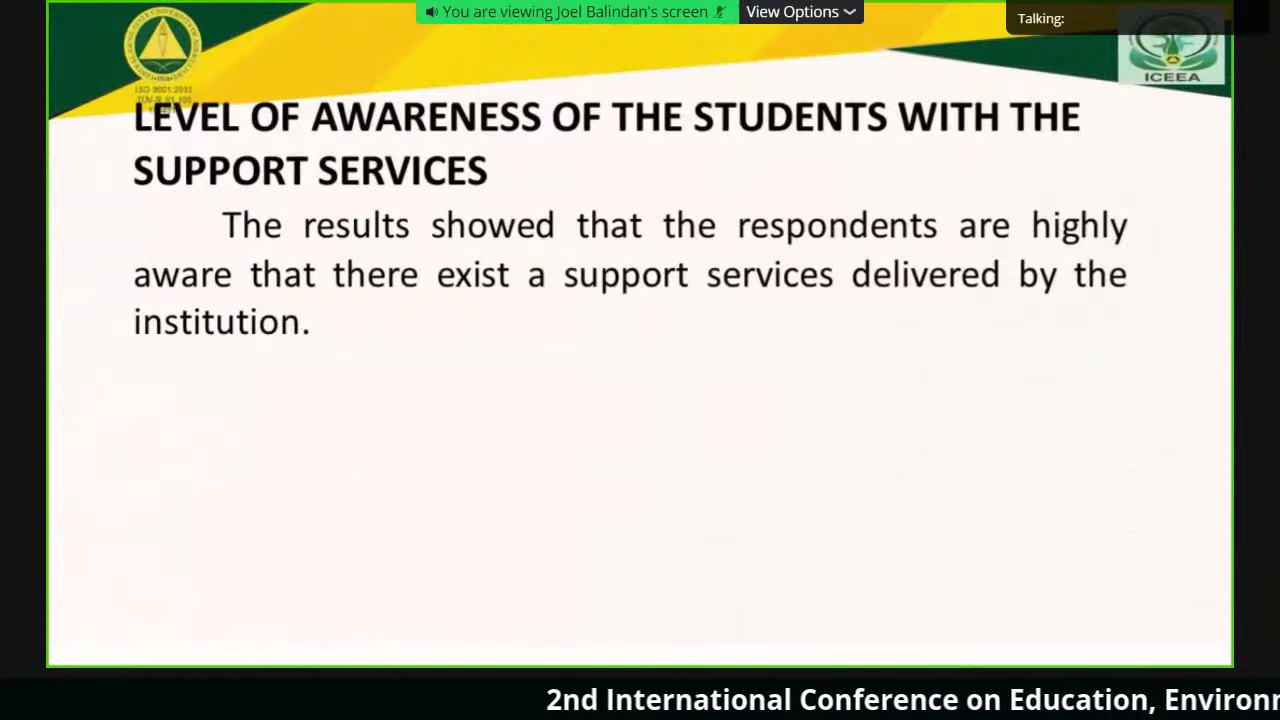 You are viewing Joel Balindan's screen
View Options
Talking:
ICEEA
LEVEL OF AWARENESS OF THE STUDENTS WITH THE
SUPPORT SERVICES
The results showed that the respondents are highly
aware that there exist a support services delivered by the
institution.
2nd International Conference on Education, Environ